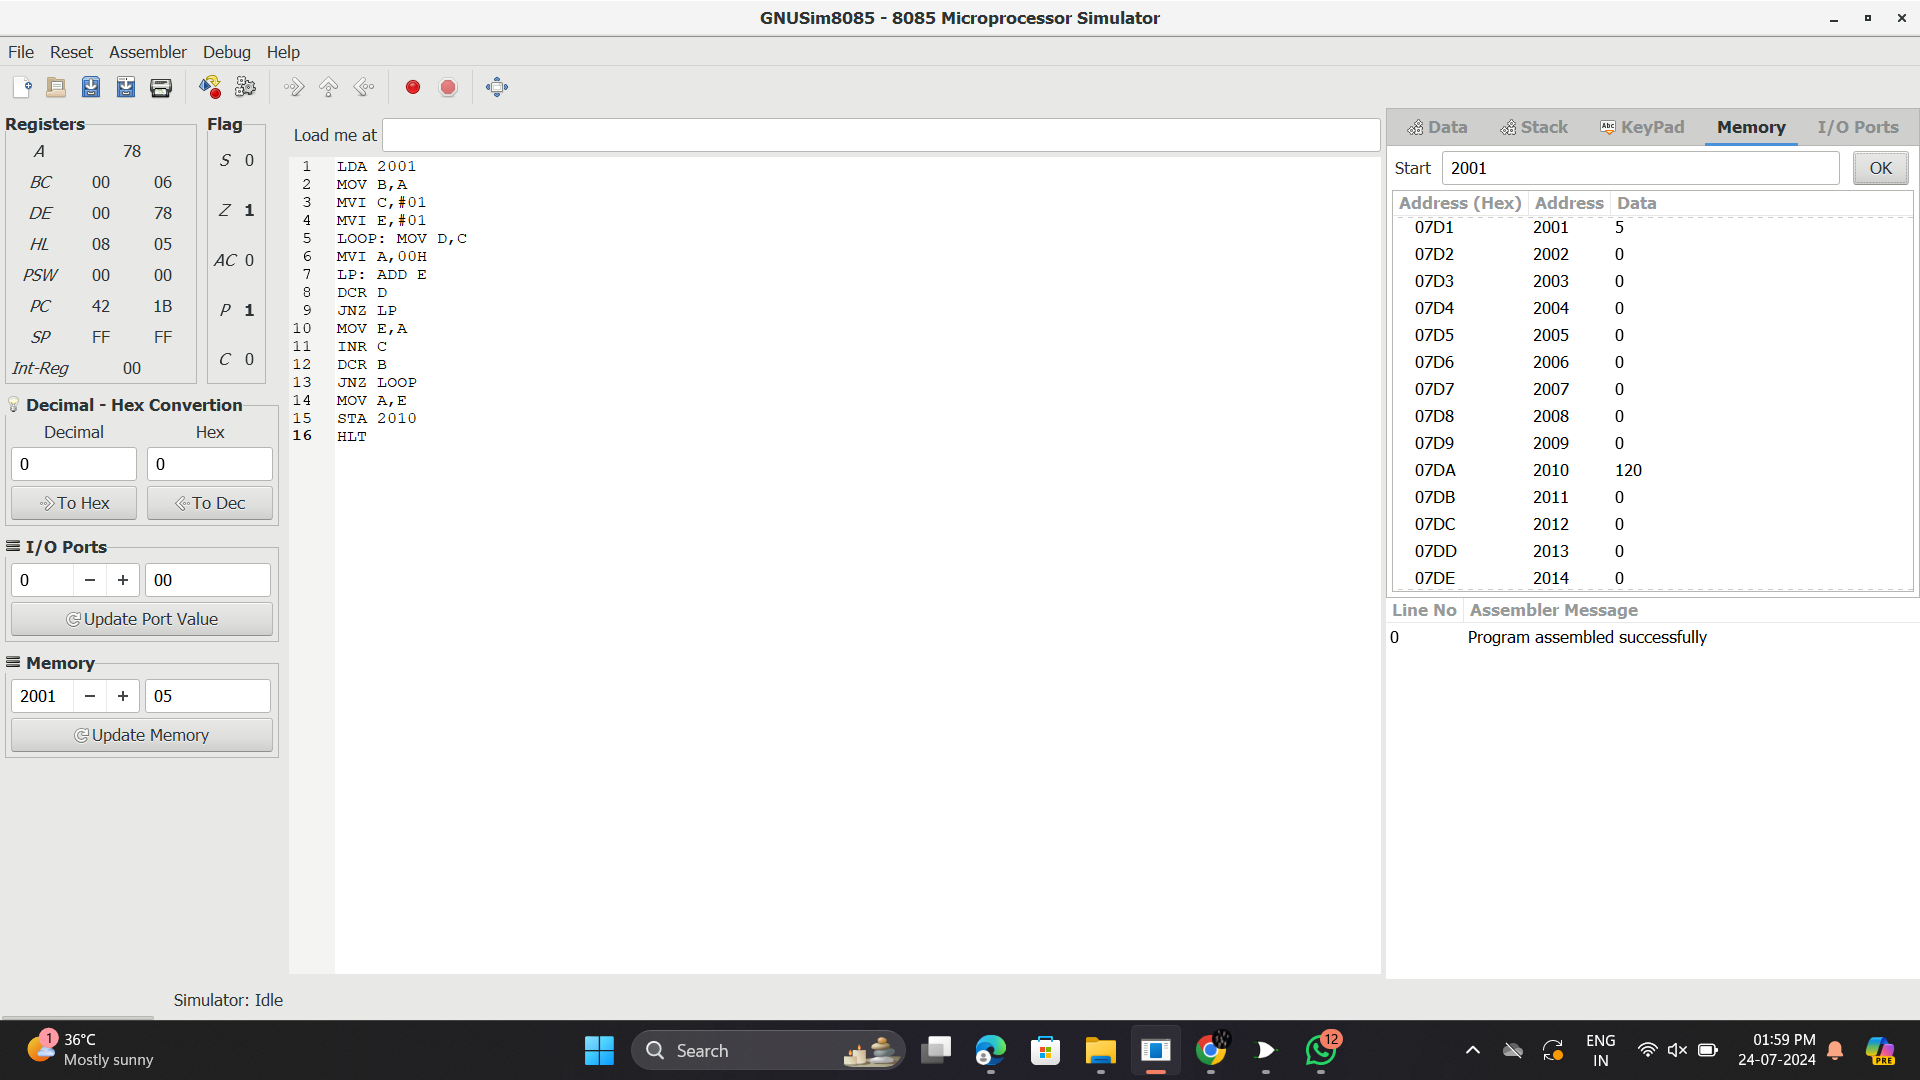 GNUSim8085 - 8085 Microprocessor Simulator
File Reset Assembler Debug Help
Registers
A 78
BC 00 06
DE 00 78
HL 08 05
PSW 00 00
PC 42 1B
SP FF FF
Int-Reg 00
Flag
S 0
Z 1
AC 0
P 1
C 0
Decimal - Hex Convertion
Decimal Hex
0 0
To Hex To Dec
I/O Ports
0 − + 00
Update Port Value
Memory
2001 − + 05
Update Memory
Load me at
1 LDA 2001
2 MOV B,A
3 MVI C,#01
4 MVI E,#01
5 LOOP: MOV D,C
6 MVI A,00H
7 LP: ADD E
8 DCR D
9 JNZ LP
10 MOV E,A
11 INR C
12 DCR B
13 JNZ LOOP
14 MOV A,E
15 STA 2010
16 HLT
Data Stack Abc KeyPad Memory I/O Ports
Start 2001 OK
Address (Hex) Address Data
07D1 2001 5
07D2 2002 0
07D3 2003 0
07D4 2004 0
07D5 2005 0
07D6 2006 0
07D7 2007 0
07D8 2008 0
07D9 2009 0
07DA 2010 120
07DB 2011 0
07DC 2012 0
07DD 2013 0
07DE 2014 0
Line No Assembler Message
0 Program assembled successfully
Simulator: Idle
1 36°C
Mostly sunny
Search
12
ENG
IN
01:59 PM
24-07-2024
PRE